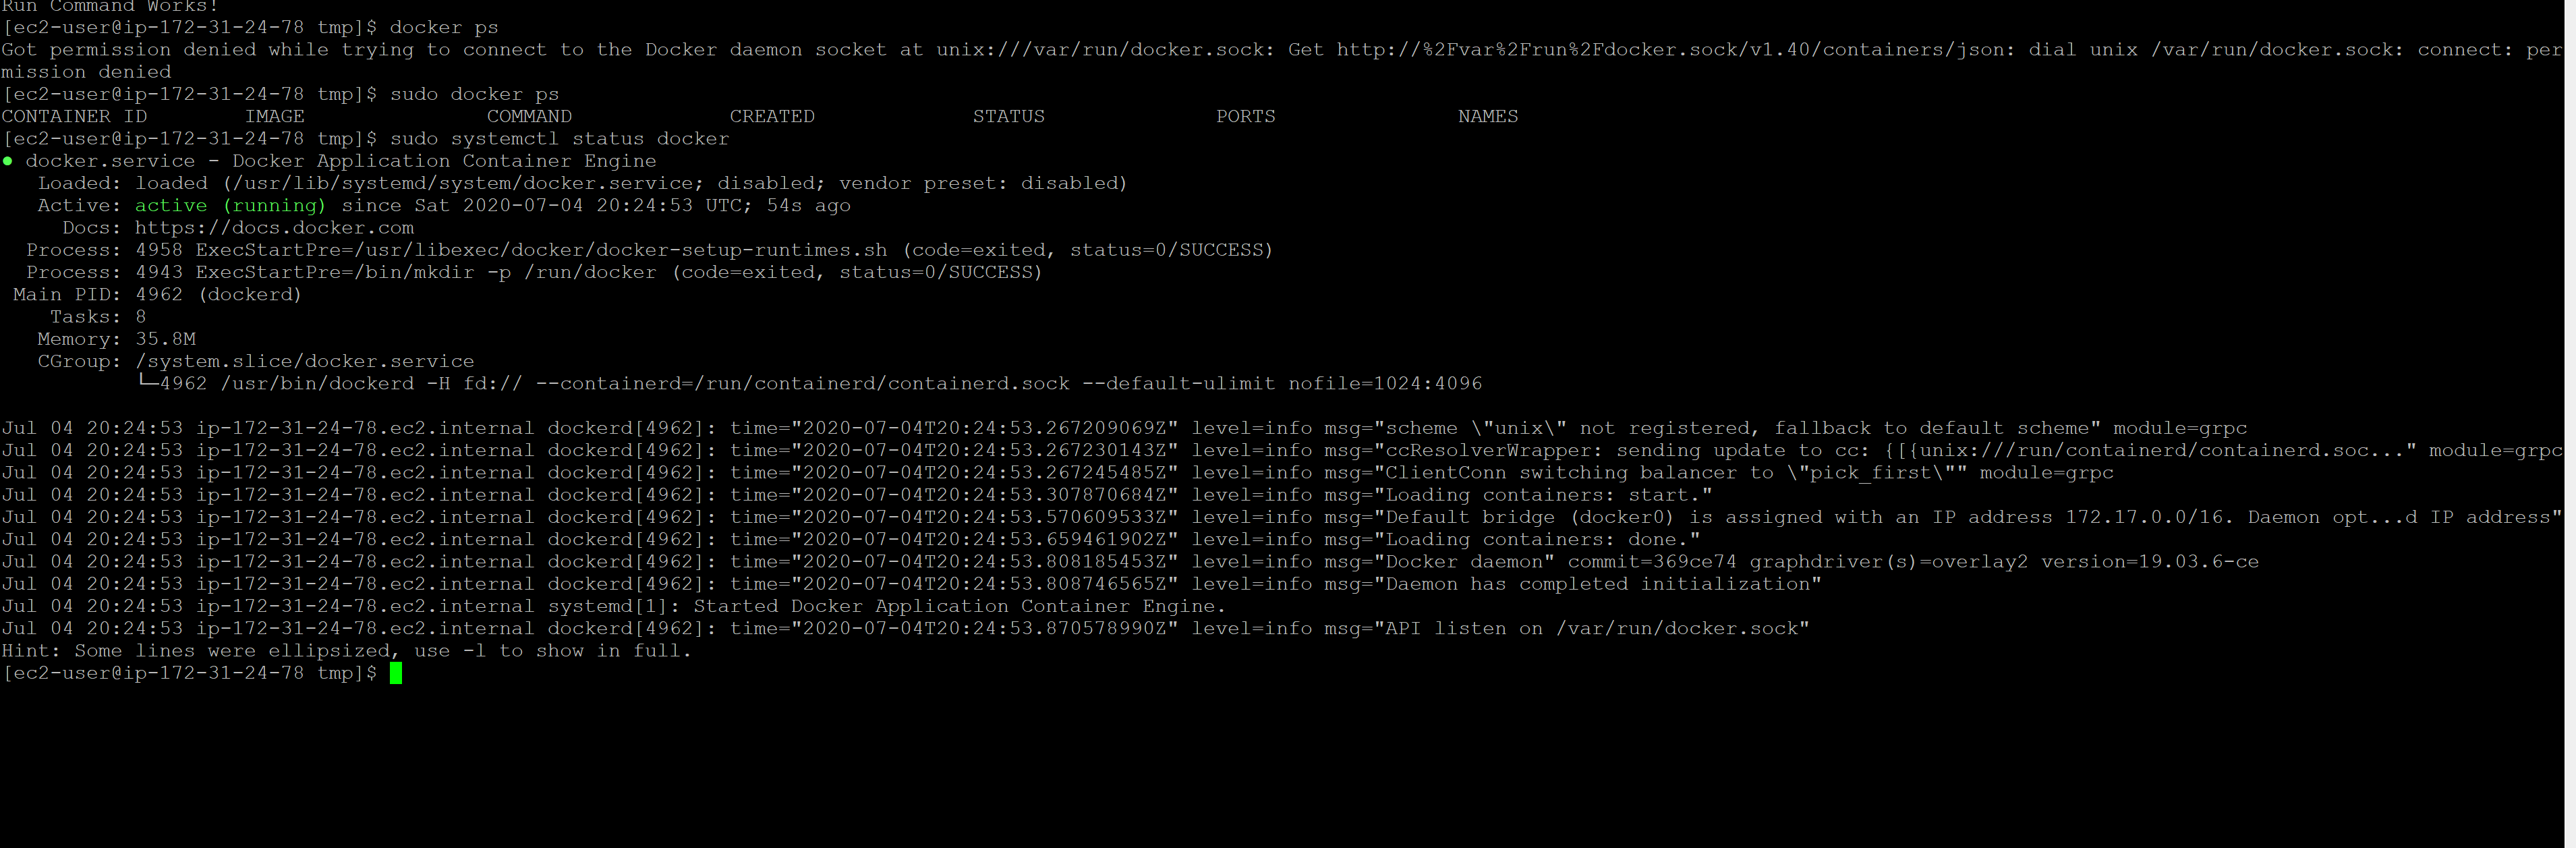 Run Command Works!
[ec2-user@ip-172-31-24-78 tmp]$ docker ps
Got permission denied while trying to connect to the Docker daemon socket at unix:///var/run/docker.sock: Get http://%2Fvar%2Frun%2Fdocker.sock/v1.40/containers/json: dial unix /var/run/docker.sock: connect: per
mission denied
[ec2-user@ip-172-31-24-78 tmp]$ sudo docker ps
CONTAINER ID        IMAGE               COMMAND             CREATED             STATUS              PORTS               NAMES
[ec2-user@ip-172-31-24-78 tmp]$ sudo systemctl status docker
● docker.service - Docker Application Container Engine
   Loaded: loaded (/usr/lib/systemd/system/docker.service; disabled; vendor preset: disabled)
   Active: active (running) since Sat 2020-07-04 20:24:53 UTC; 54s ago
     Docs: https://docs.docker.com
  Process: 4958 ExecStartPre=/usr/libexec/docker/docker-setup-runtimes.sh (code=exited, status=0/SUCCESS)
  Process: 4943 ExecStartPre=/bin/mkdir -p /run/docker (code=exited, status=0/SUCCESS)
 Main PID: 4962 (dockerd)
    Tasks: 8
   Memory: 35.8M
   CGroup: /system.slice/docker.service
           └─4962 /usr/bin/dockerd -H fd:// --containerd=/run/containerd/containerd.sock --default-ulimit nofile=1024:4096
Jul 04 20:24:53 ip-172-31-24-78.ec2.internal dockerd[4962]: time="2020-07-04T20:24:53.267209069Z" level=info msg="scheme \"unix\" not registered, fallback to default scheme" module=grpc
Jul 04 20:24:53 ip-172-31-24-78.ec2.internal dockerd[4962]: time="2020-07-04T20:24:53.267230143Z" level=info msg="ccResolverWrapper: sending update to cc: {[{unix:///run/containerd/containerd.soc..." module=grpc
Jul 04 20:24:53 ip-172-31-24-78.ec2.internal dockerd[4962]: time="2020-07-04T20:24:53.267245485Z" level=info msg="ClientConn switching balancer to \"pick_first\"" module=grpc
Jul 04 20:24:53 ip-172-31-24-78.ec2.internal dockerd[4962]: time="2020-07-04T20:24:53.307870684Z" level=info msg="Loading containers: start."
Jul 04 20:24:53 ip-172-31-24-78.ec2.internal dockerd[4962]: time="2020-07-04T20:24:53.570609533Z" level=info msg="Default bridge (docker0) is assigned with an IP address 172.17.0.0/16. Daemon opt...d IP address"
Jul 04 20:24:53 ip-172-31-24-78.ec2.internal dockerd[4962]: time="2020-07-04T20:24:53.659461902Z" level=info msg="Loading containers: done."
Jul 04 20:24:53 ip-172-31-24-78.ec2.internal dockerd[4962]: time="2020-07-04T20:24:53.808185453Z" level=info msg="Docker daemon" commit=369ce74 graphdriver(s)=overlay2 version=19.03.6-ce
Jul 04 20:24:53 ip-172-31-24-78.ec2.internal dockerd[4962]: time="2020-07-04T20:24:53.808746565Z" level=info msg="Daemon has completed initialization"
Jul 04 20:24:53 ip-172-31-24-78.ec2.internal systemd[1]: Started Docker Application Container Engine.
Jul 04 20:24:53 ip-172-31-24-78.ec2.internal dockerd[4962]: time="2020-07-04T20:24:53.870578990Z" level=info msg="API listen on /var/run/docker.sock"
Hint: Some lines were ellipsized, use -l to show in full.
[ec2-user@ip-172-31-24-78 tmp]$